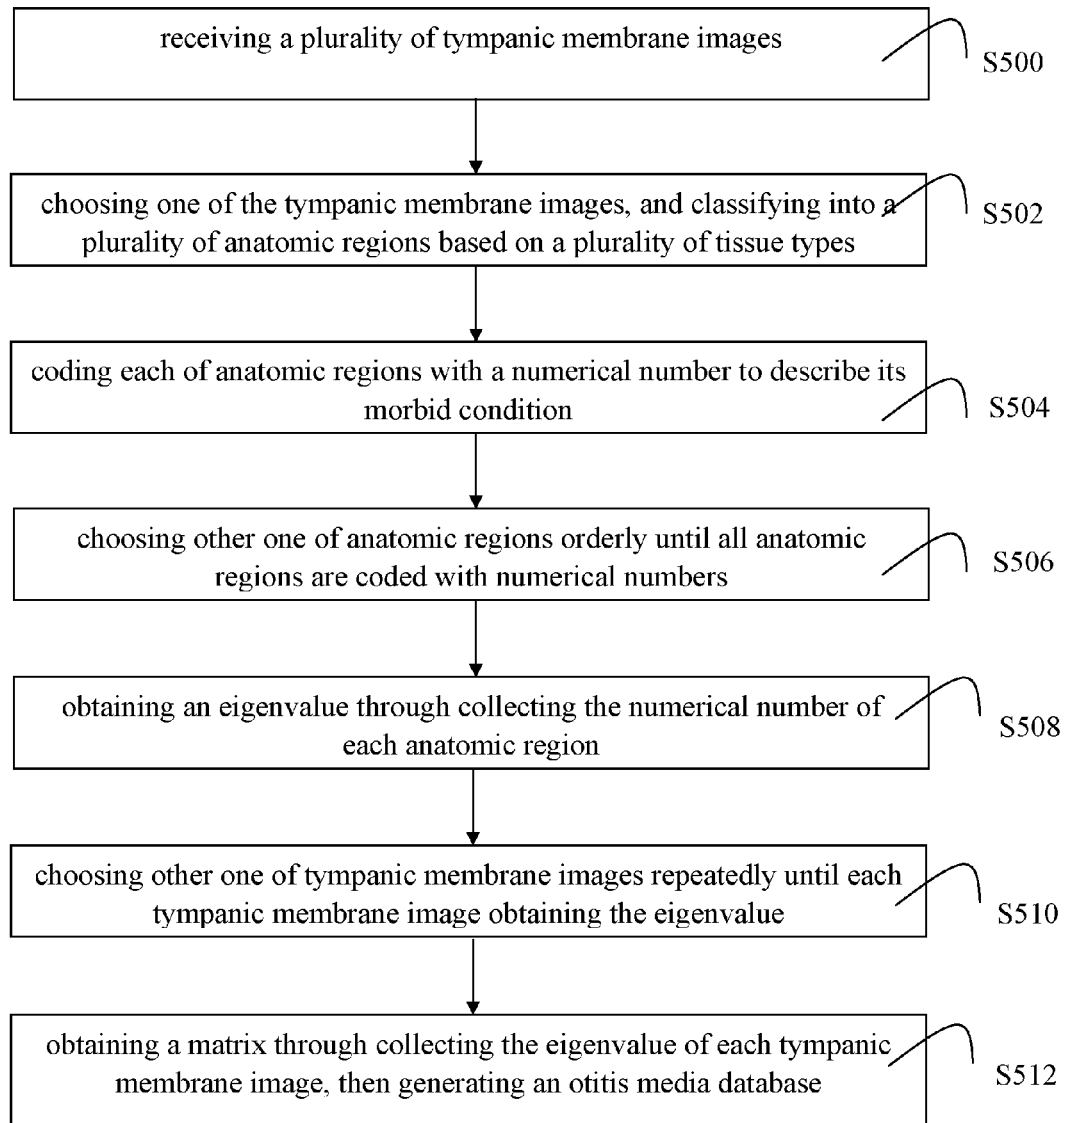 receiving a plurality of tympanic membrane images
S500
choosing one of the tympanic membrane images, and classifying into a
plurality of anatomic regions based on a plurality of tissue types
S502
coding each of anatomic regions with a numerical number to describe its
morbid condition
S504
choosing other one of anatomic regions orderly until all anatomic
regions are coded with numerical numbers
S506
obtaining an eigenvalue through collecting the numerical number of
each anatomic region
S508
choosing other one of tympanic membrane images repeatedly until each
tympanic membrane image obtaining the eigenvalue
S510
obtaining a matrix through collecting the eigenvalue of each tympanic
membrane image, then generating an otitis media database
S512